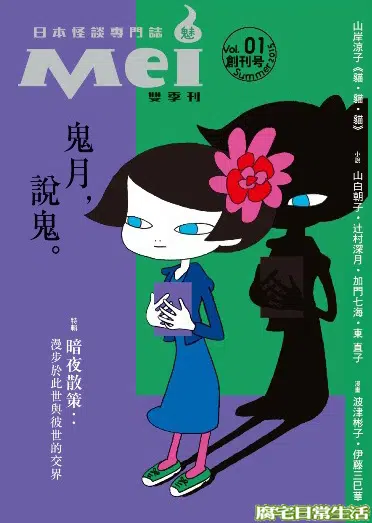 日本怪談專門誌
魅
Mei
雙季刊
Vol. 01
創刊号
Summer 2015
山岸涼子《貓・貓・貓》
小說 山白朝子・辻村深月・加門七海・東 直子
漫畫 波津彬子・伊藤三巳華
鬼月，
說鬼。
特輯 暗夜散策：
漫步於此世與彼世的交界
腐宅日常生活